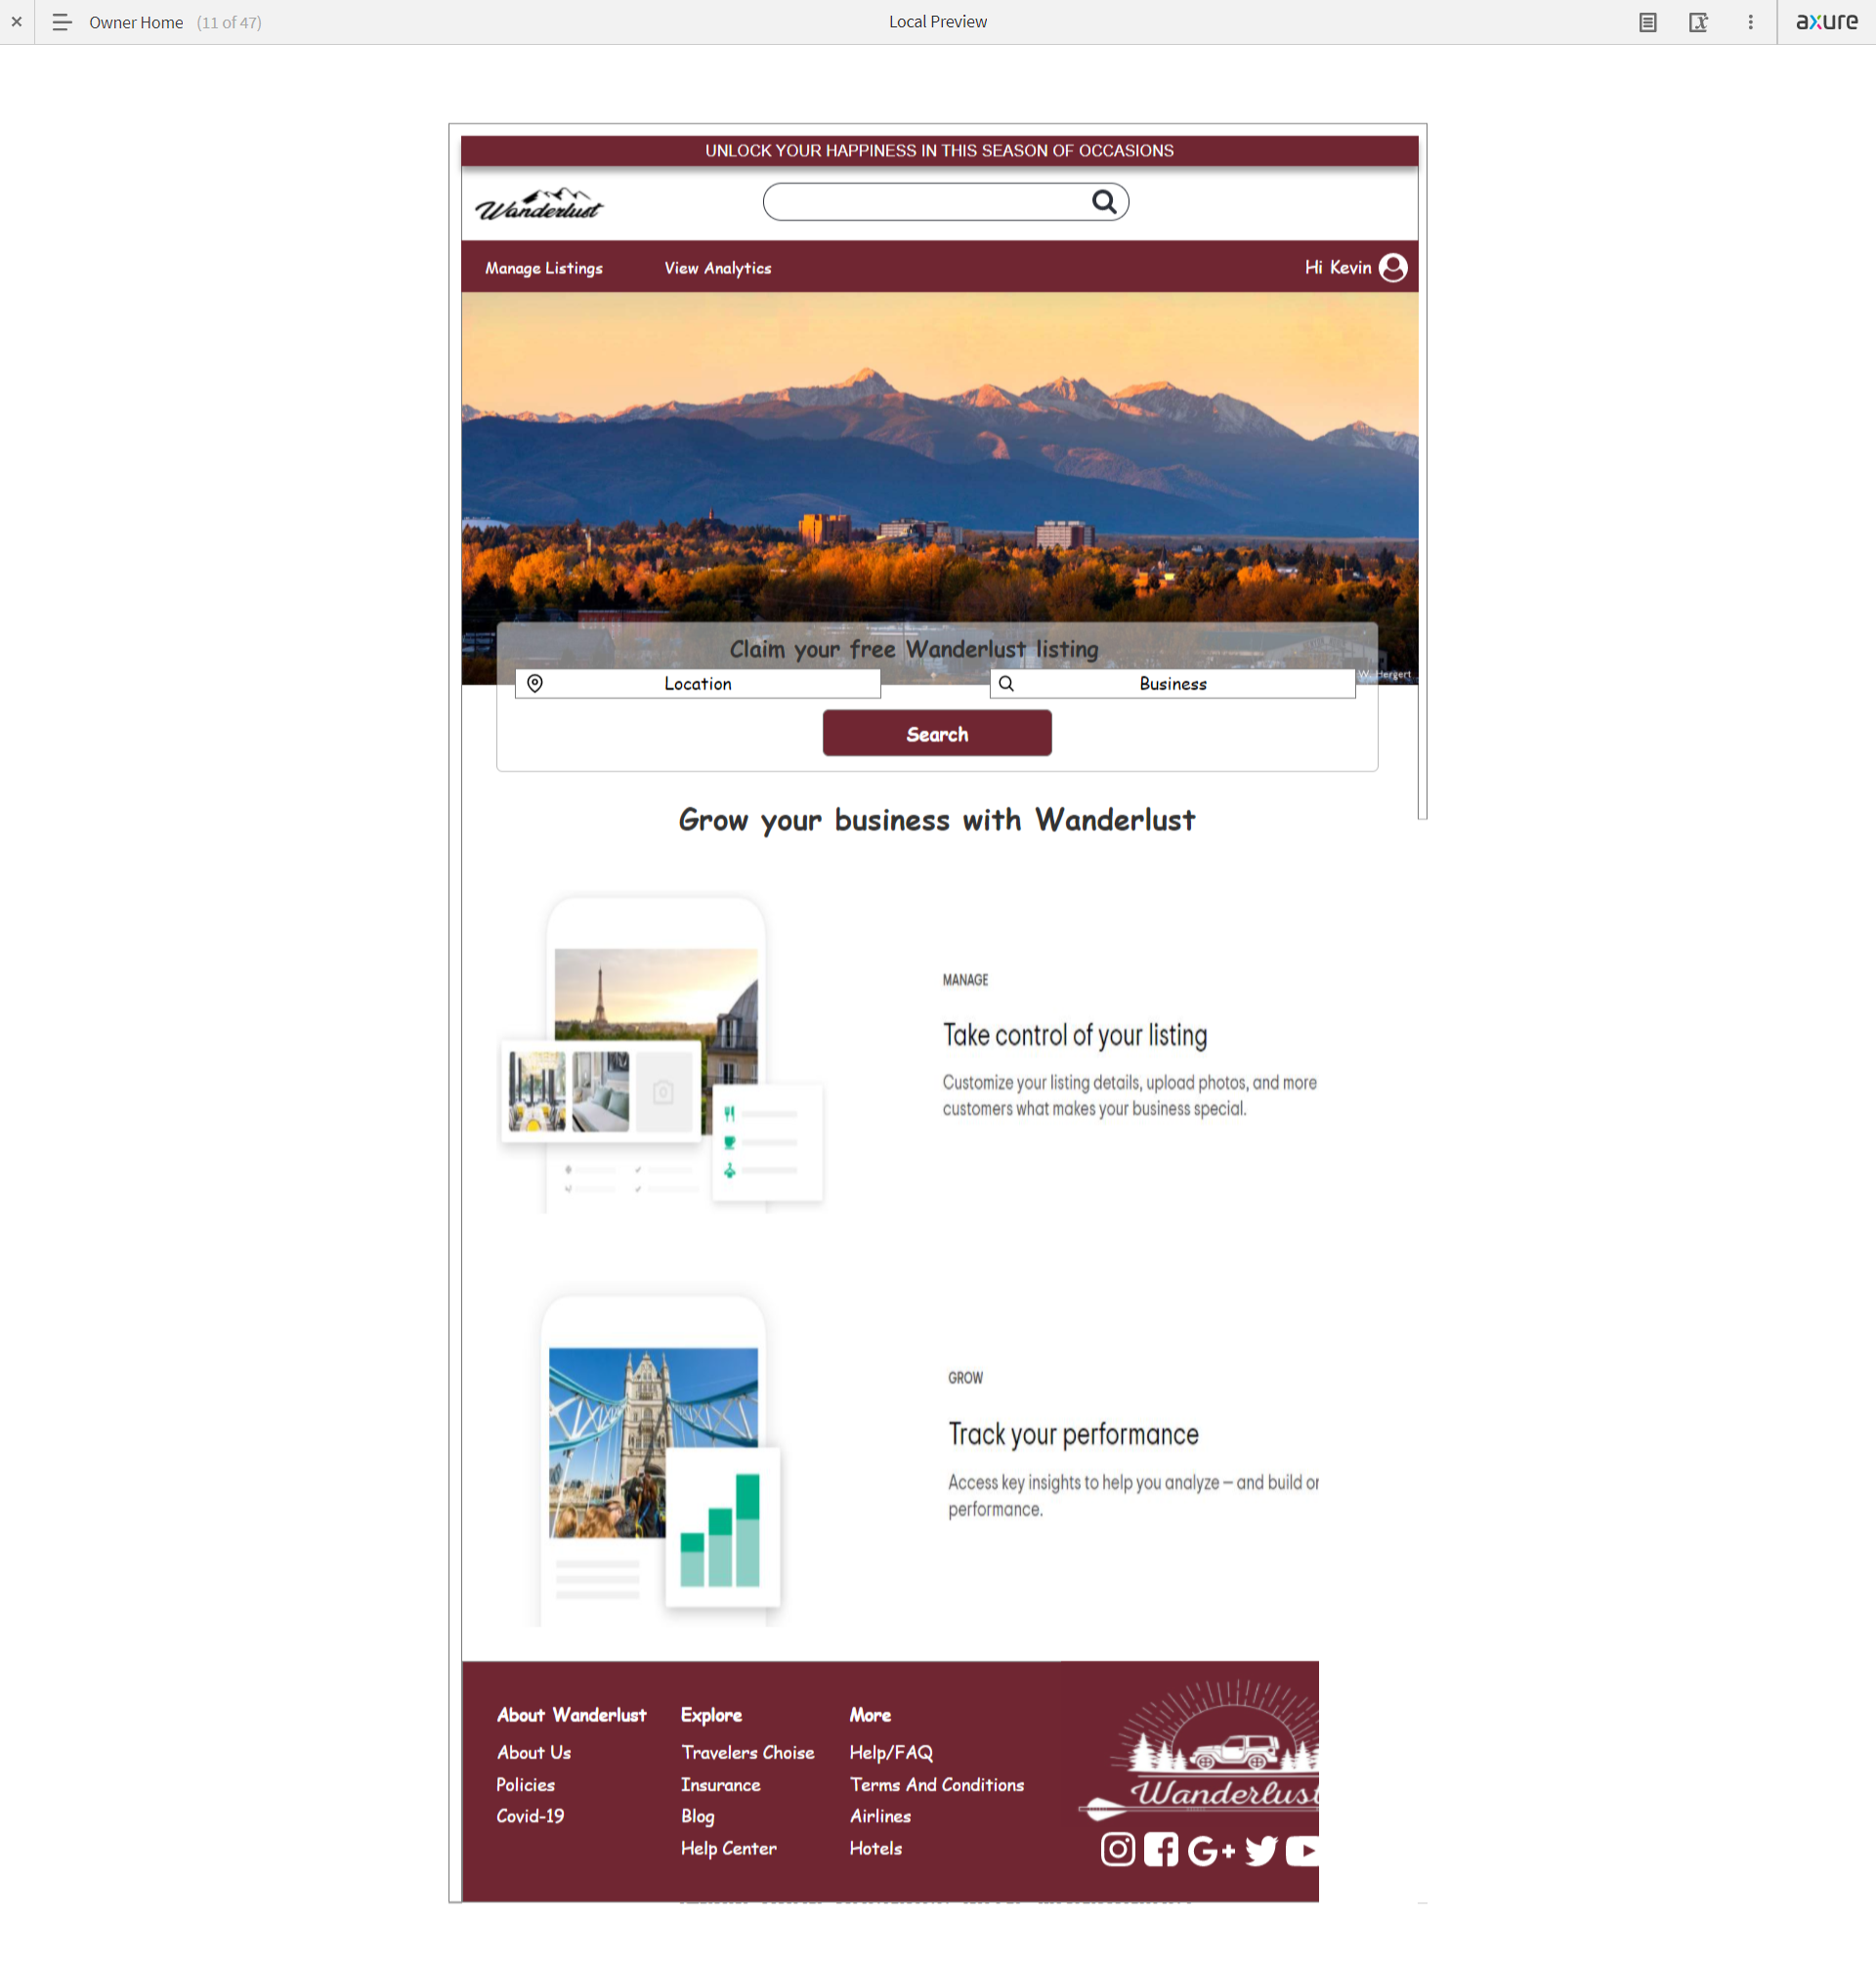 Owner Home (11 of 47)
Local Preview
axure
UNLOCK YOUR HAPPINESS IN THIS SEASON OF OCCASIONS
Wanderlust
Manage Listings
View Analytics
Hi Kevin
Claim your free Wanderlust listing
W. Hergert
Location
Business
Search
Grow your business with Wanderlust
MANAGE
Take control of your listing
Customize your listing details, upload photos, and more
customers what makes your business special.
GROW
Track your performance
Access key insights to help you analyze — and build or
performance.
About Wanderlust
About Us
Policies
Covid-19
Explore
Travelers Choise
Insurance
Blog
Help Center
More
Help/FAQ
Terms And Conditions
Airlines
Hotels
Wanderlust